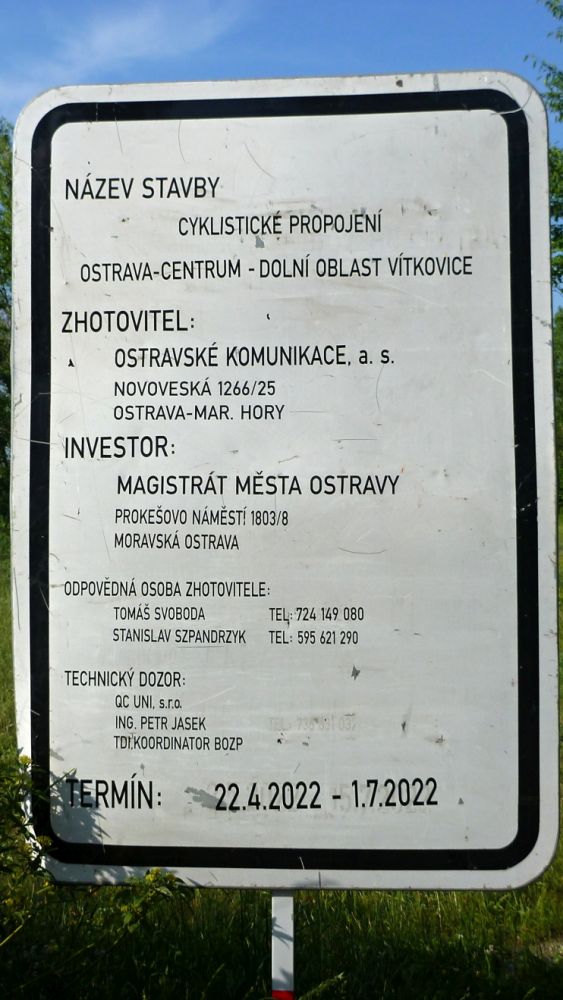 NÁZEV STAVBY
CYKLISTICKÉ PROPOJENÍ
OSTRAVA-CENTRUM - DOLNÍ OBLAST VÍTKOVICE
ZHOTOVITEL:
OSTRAVSKÉ KOMUNIKACE, a. s.
NOVOVESKÁ 1266/25
OSTRAVA-MAR. HORY
INVESTOR:
MAGISTRÁT MĚSTA OSTRAVY
PROKEŠOVO NÁMĚSTÍ 1803/8
MORAVSKÁ OSTRAVA
ODPOVĚDNÁ OSOBA ZHOTOVITELE:
TOMÁŠ SVOBODA TEL: 724 149 080
STANISLAV SZPANDRZYK TEL: 595 621 290
TECHNICKÝ DOZOR:
QC UNI, s.r.o.
ING. PETR JASEK TEL:
TDI,KOORDINATOR BOZP
TERMÍN: 22.4.2022 - 1.7.2022